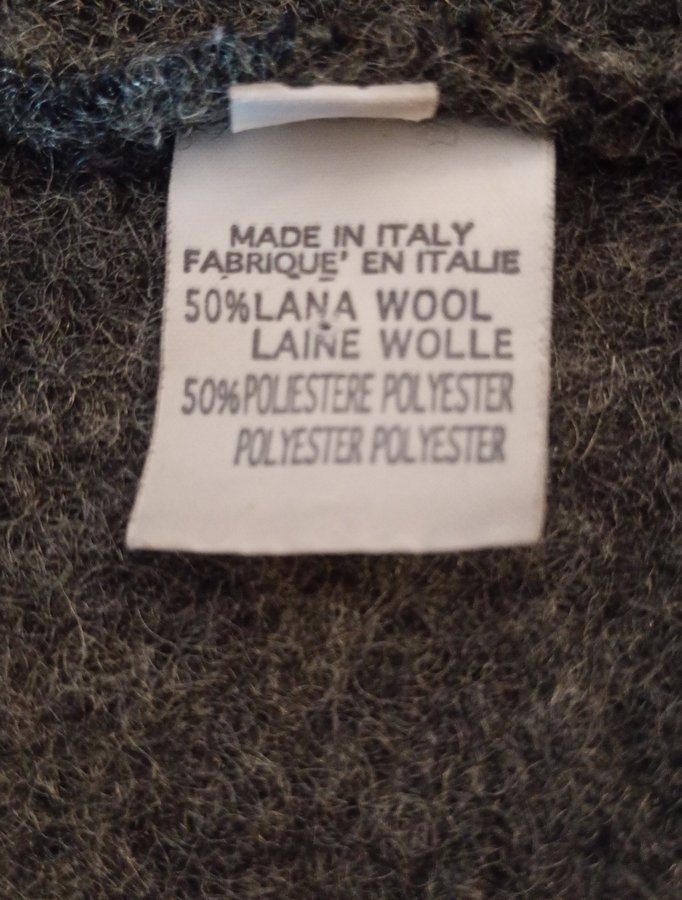 MADE IN ITALY
FABRIQUE' EN ITALIE
50%LANA WOOL
LAINE WOLLE
50%POLIESTERE POLYESTER
POLYESTER POLYESTER